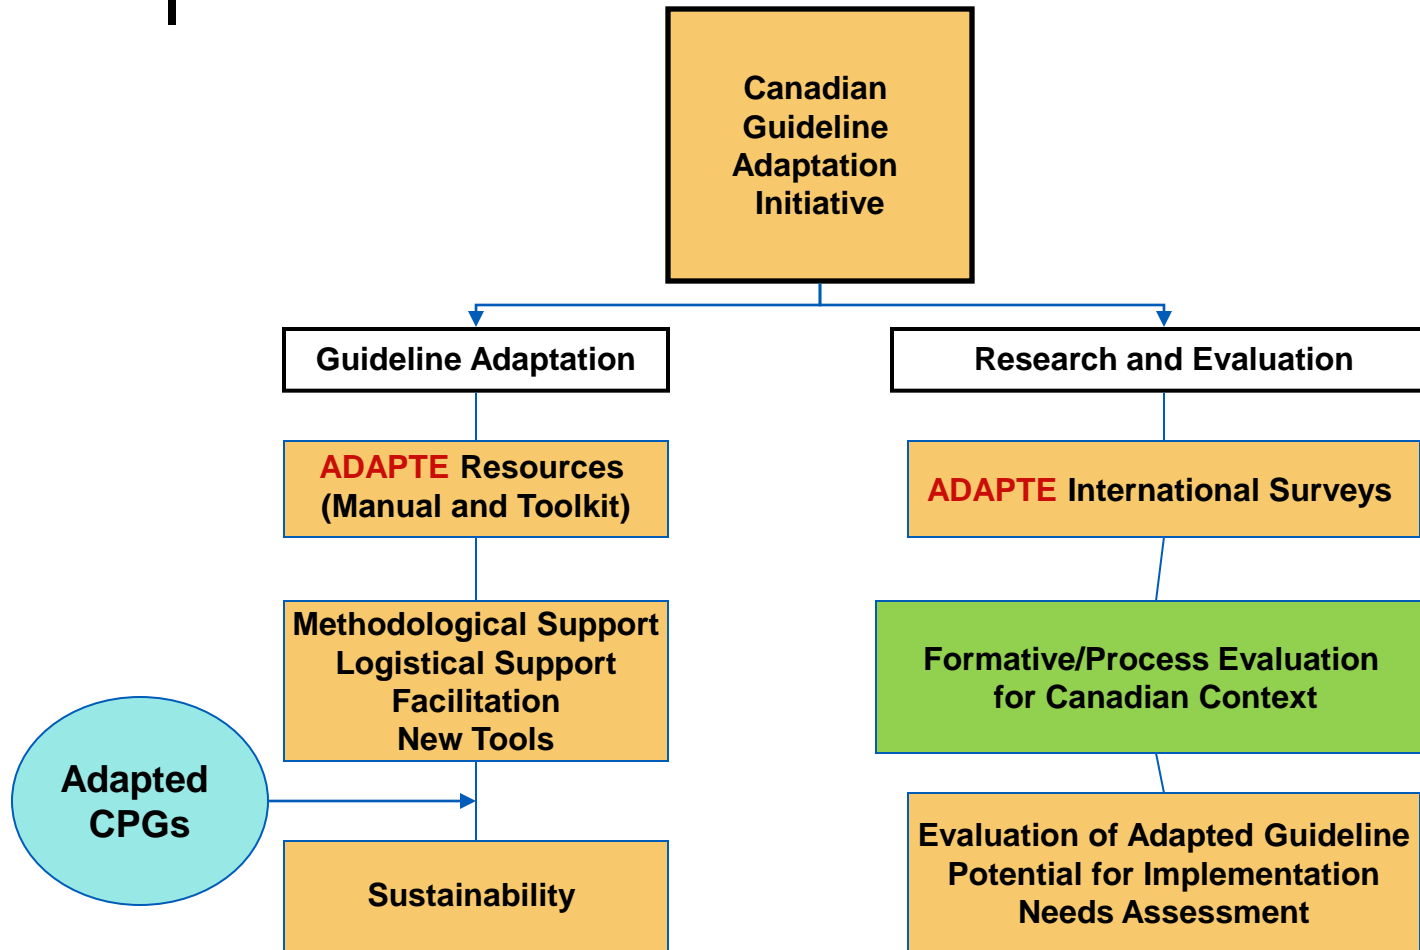 Canadian
Guideline
Adaptation
Initiative
Guideline Adaptation
Research and Evaluation
ADAPTE Resources
(Manual and Toolkit)
ADAPTE International Surveys
Methodological Support
Logistical Support
Facilitation
New Tools
Formative/Process Evaluation
for Canadian Context
Adapted
CPGs
Sustainability
Evaluation of Adapted Guideline
Potential for Implementation
Needs Assessment